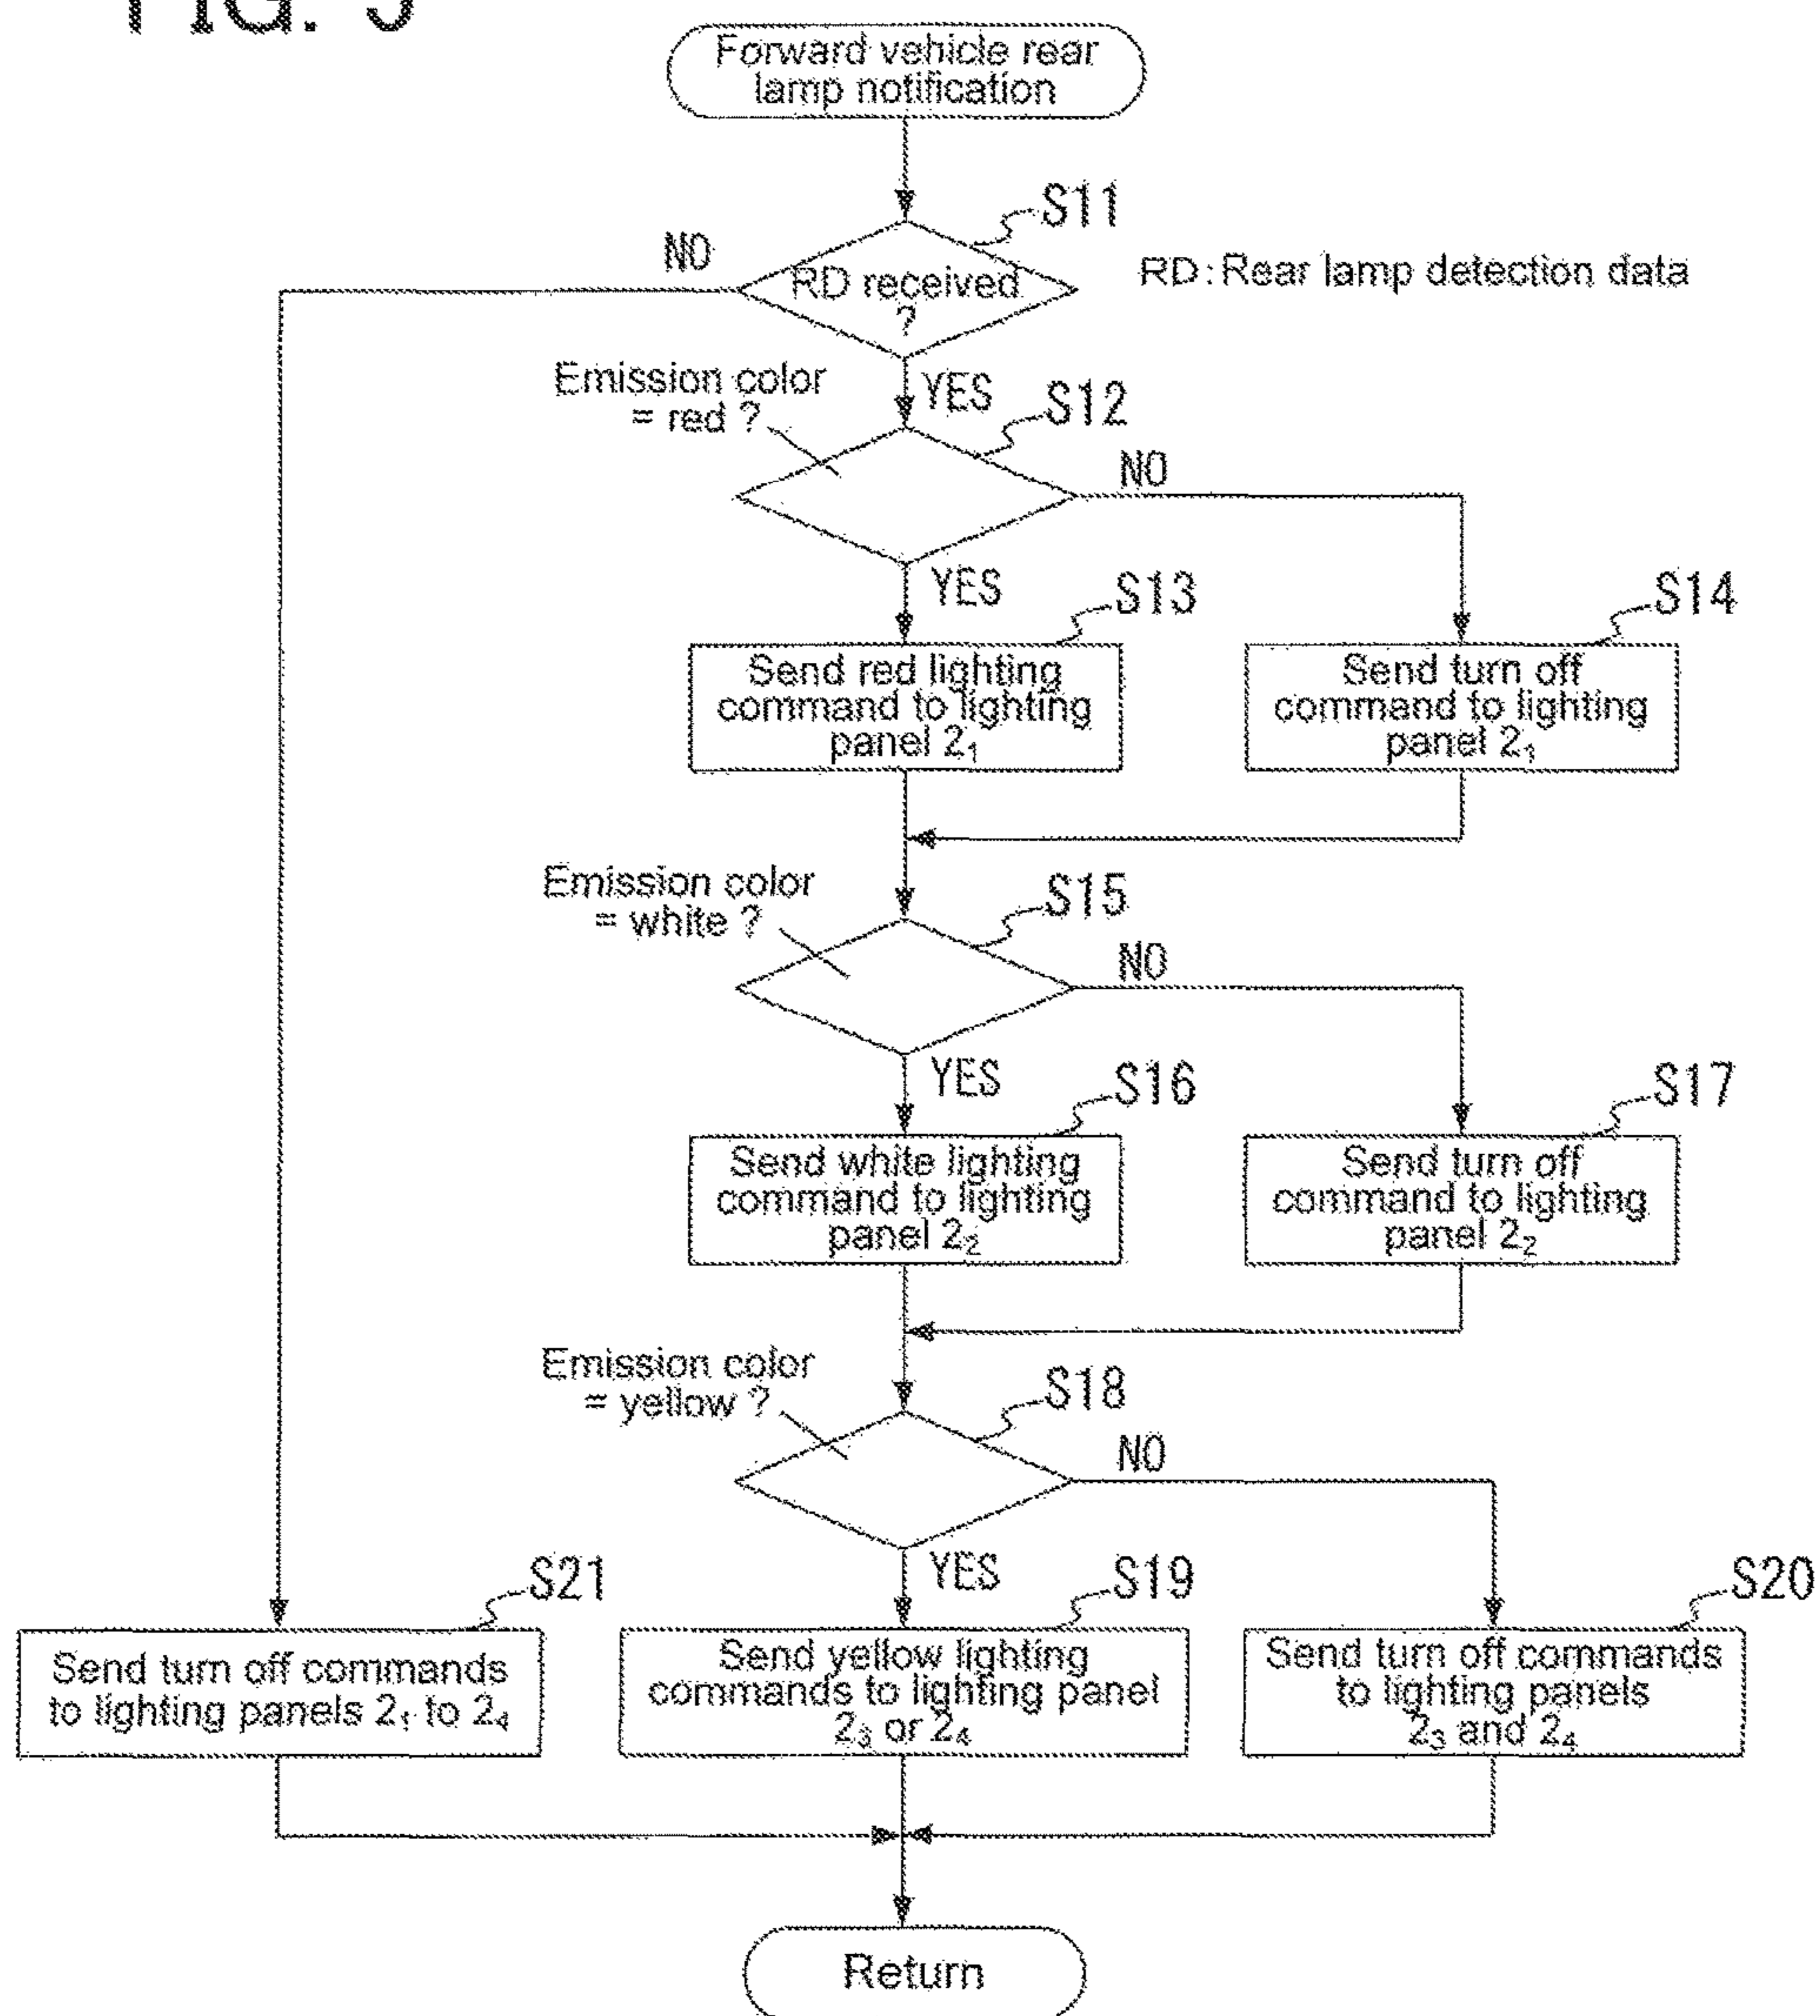 FIG. 5
Forward vehicle rear
lamp notification
S11
NO
RD received
?
RD:Rear lamp detection data
YES
Emission color
= red ?
S12
NO
YES
S13
S14
Send red lighting
command to lighting
panel 2₁
Send turn off
command to lighting
panel 2₁
Emission color
= white ?
S15
NO
YES
S16
S17
Send white lighting
command to lighting
panel 2₂
Send turn off
command to lighting
panel 2₂
Emission color
= yellow ?
S18
NO
YES
S21
S19
S20
Send turn off commands
to lighting panels 2₁ to 2₄
Send yellow lighting
commands to lighting panel
2₃ or 2₄
Send turn off commands
to lighting panels
2₃ and 2₄
Return